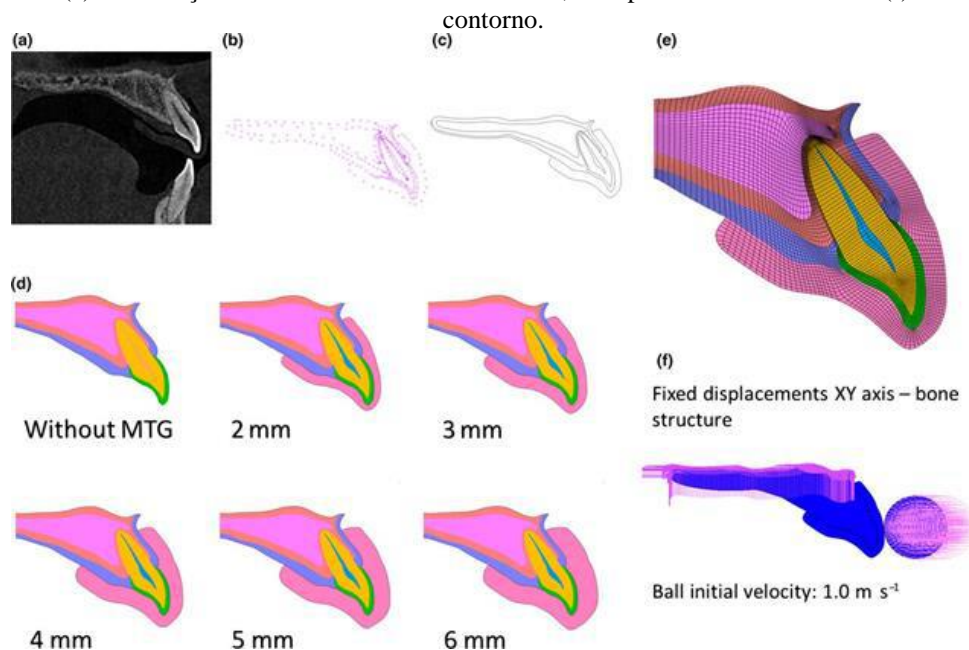 contorno.
(a)
(b)
(c)
(e)
(d)
Without MTG
2 mm
3 mm
4 mm
5 mm
6 mm
(f)
Fixed displacements XY axis – bone
structure
Ball initial velocity: 1.0 m s⁻¹